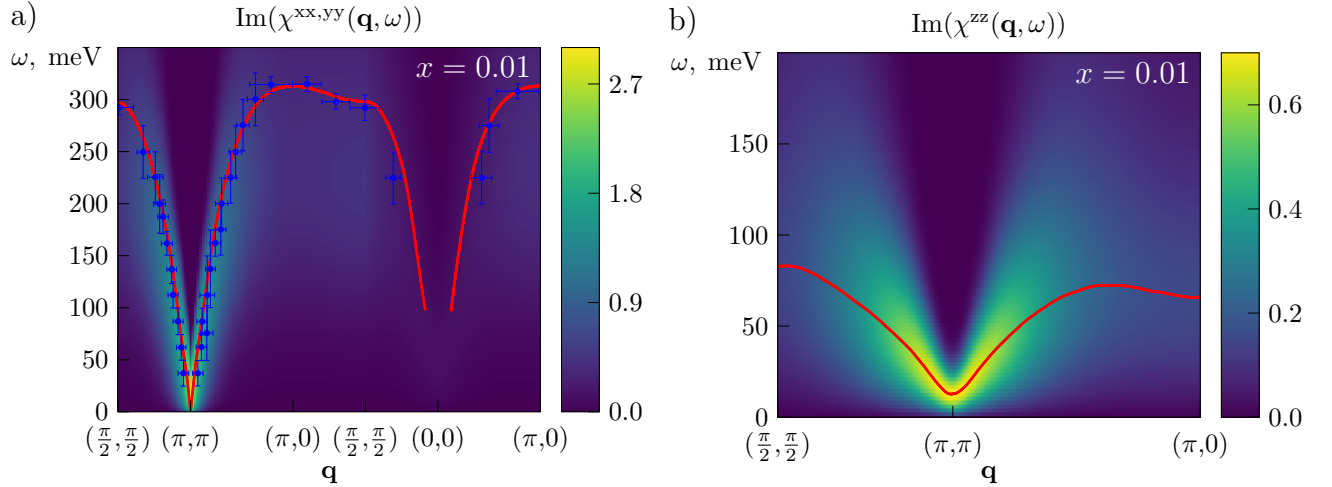 a)
Im(χ^{xx,yy}(𝐪, ω))
ω, meV
x = 0.01
300
250
200
150
100
50
0
(π/2,π/2)
(π,π)
(π,0)
(π/2,π/2)
(0,0)
(π,0)
𝐪
2.7
1.8
0.9
0.0
b)
Im(χ^{zz}(𝐪, ω))
ω, meV
x = 0.01
150
100
50
0
(π/2,π/2)
(π,π)
(π,0)
𝐪
0.6
0.4
0.2
0.0